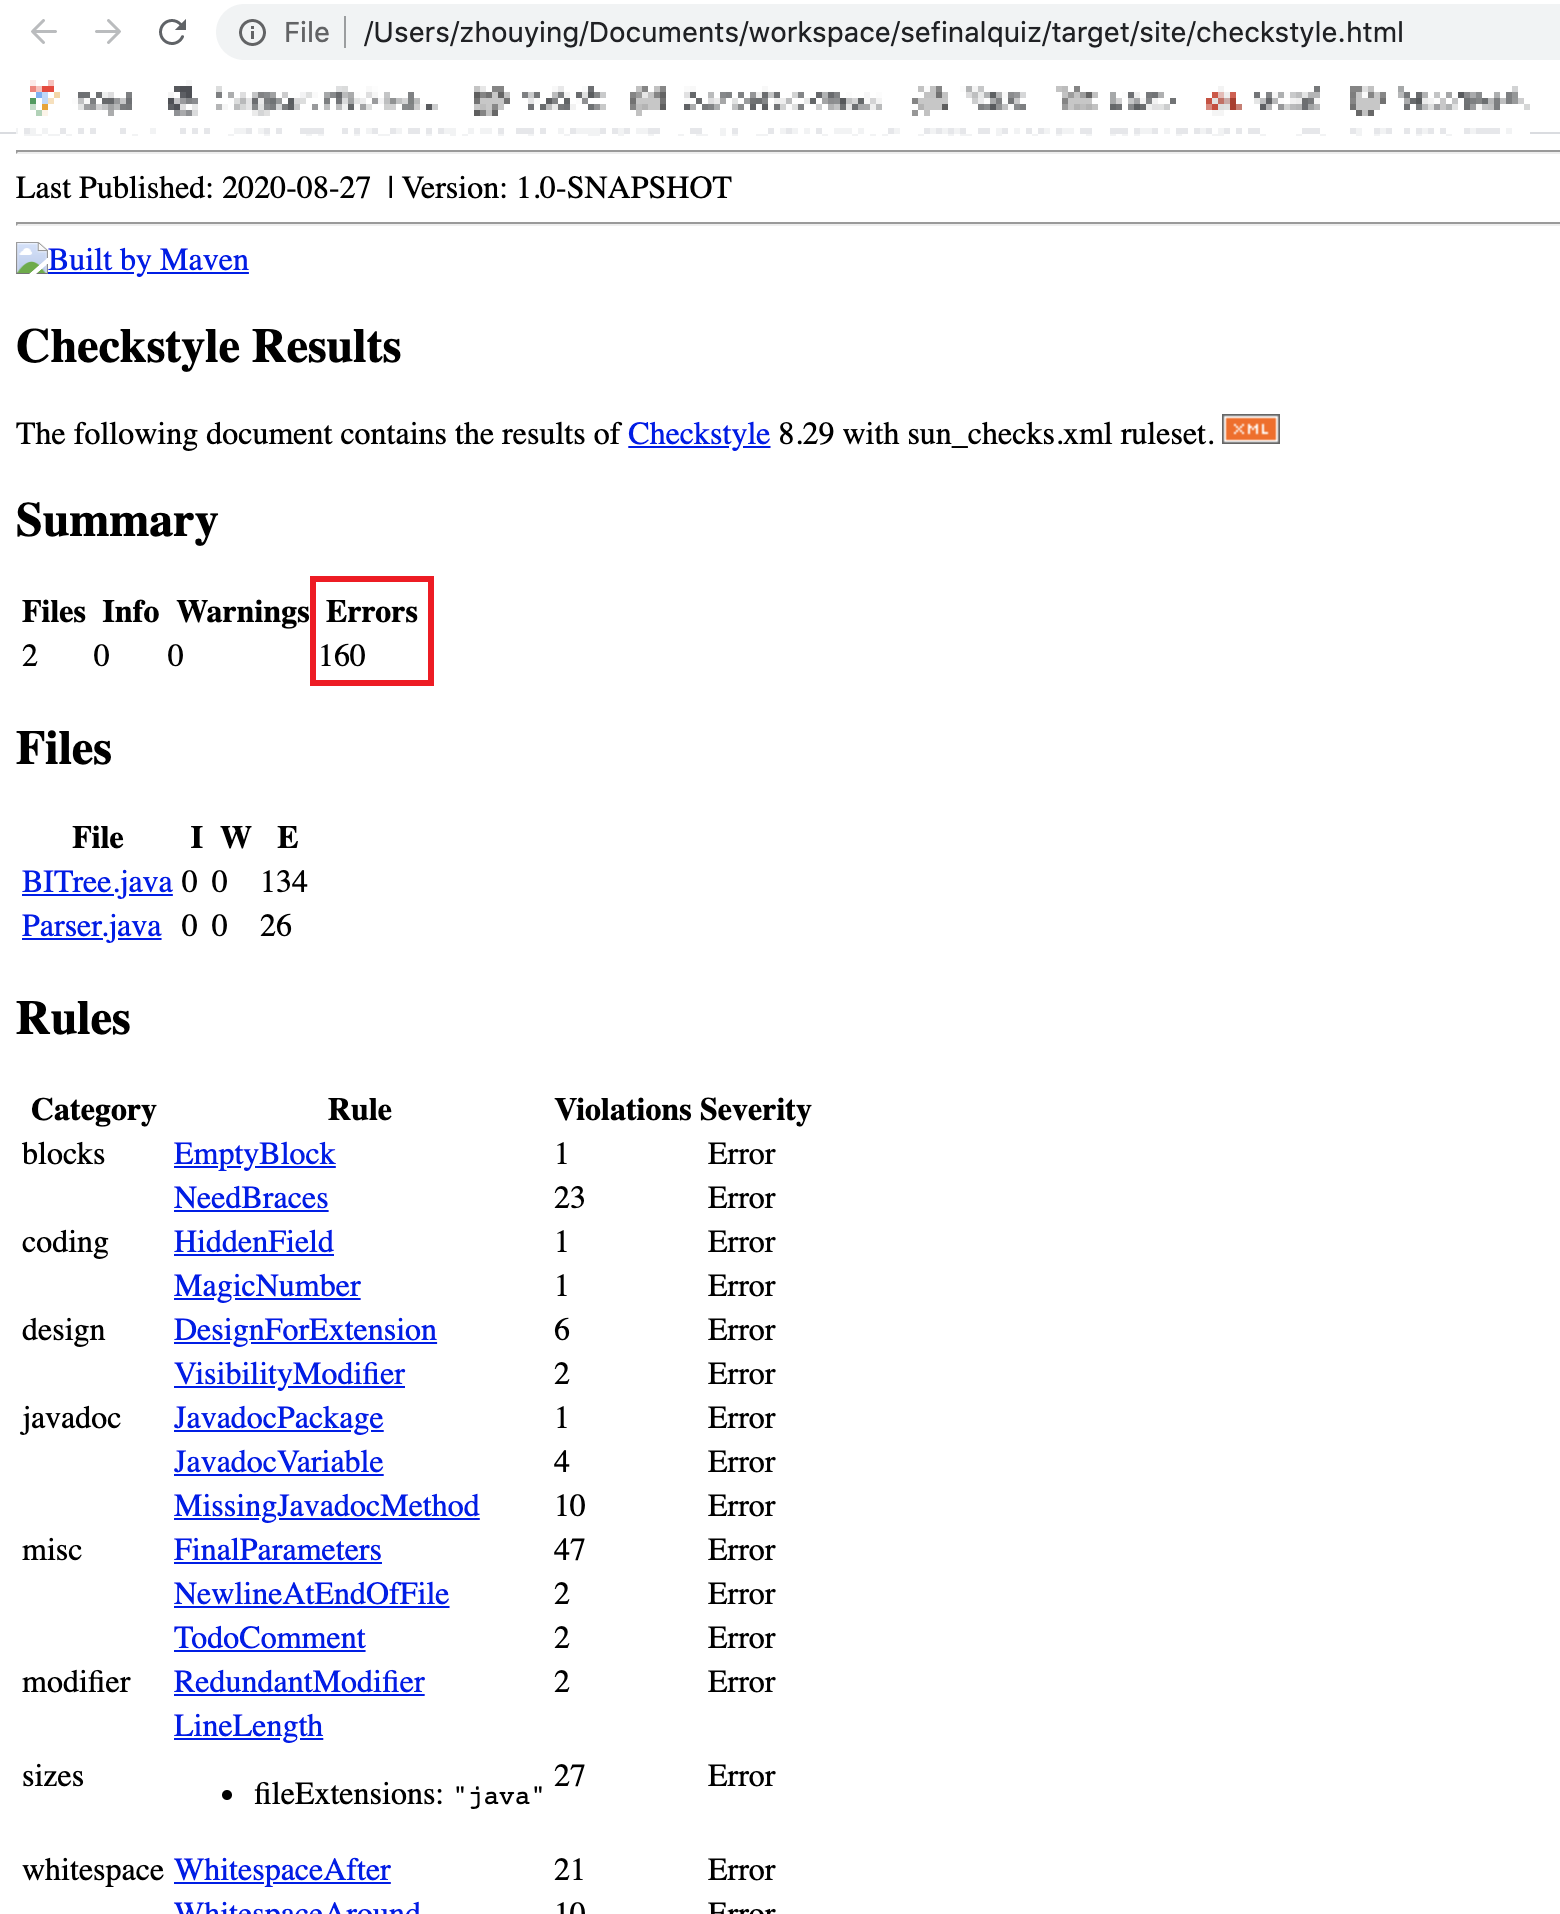 File | /Users/zhouying/Documents/workspace/sefinalquiz/target/site/checkstyle.html
Last Published: 2020-08-27 | Version: 1.0-SNAPSHOT
Built by Maven
Checkstyle Results
The following document contains the results of Checkstyle 8.29 with sun_checks.xml ruleset. XML
Summary
Files Info Warnings Errors
2 0 0 160
Files
File I W E
BITree.java 0 0 134
Parser.java 0 0 26
Rules
Category Rule Violations Severity
blocks EmptyBlock 1 Error
NeedBraces 23 Error
coding HiddenField 1 Error
MagicNumber 1 Error
design DesignForExtension 6 Error
VisibilityModifier 2 Error
javadoc JavadocPackage 1 Error
JavadocVariable 4 Error
MissingJavadocMethod 10 Error
misc FinalParameters 47 Error
NewlineAtEndOfFile 2 Error
TodoComment 2 Error
modifier RedundantModifier 2 Error
LineLength
sizes 27 Error
• fileExtensions: "java"
whitespace WhitespaceAfter 21 Error
WhitespaceAround 10 Error